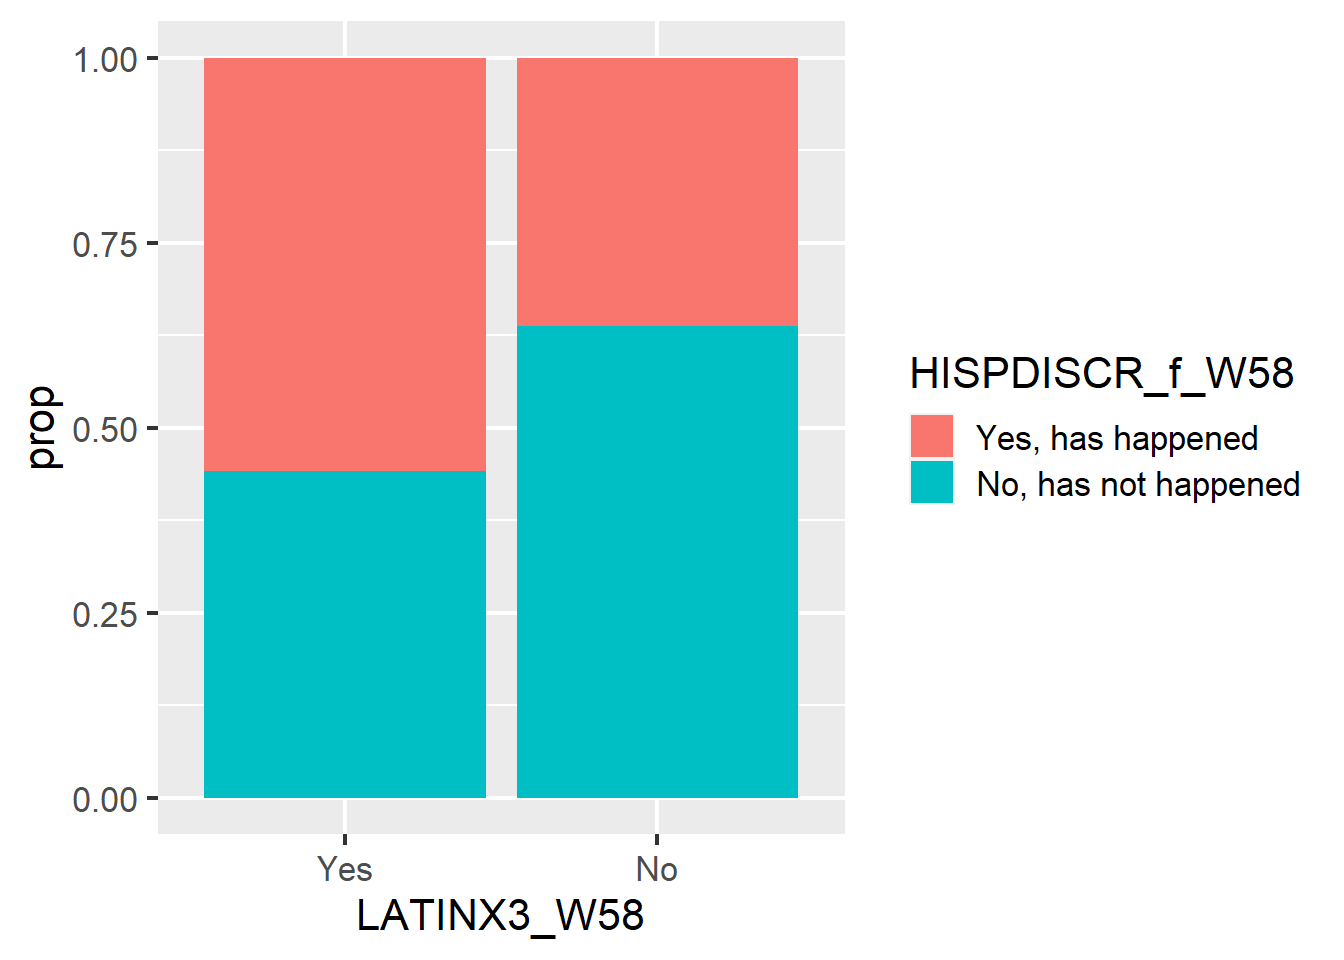 1.00
0.75
0.50
0.25
0.00
prop
Yes
No
LATINX3_W58
HISPDISCR_f_W58
Yes, has happened
No, has not happened